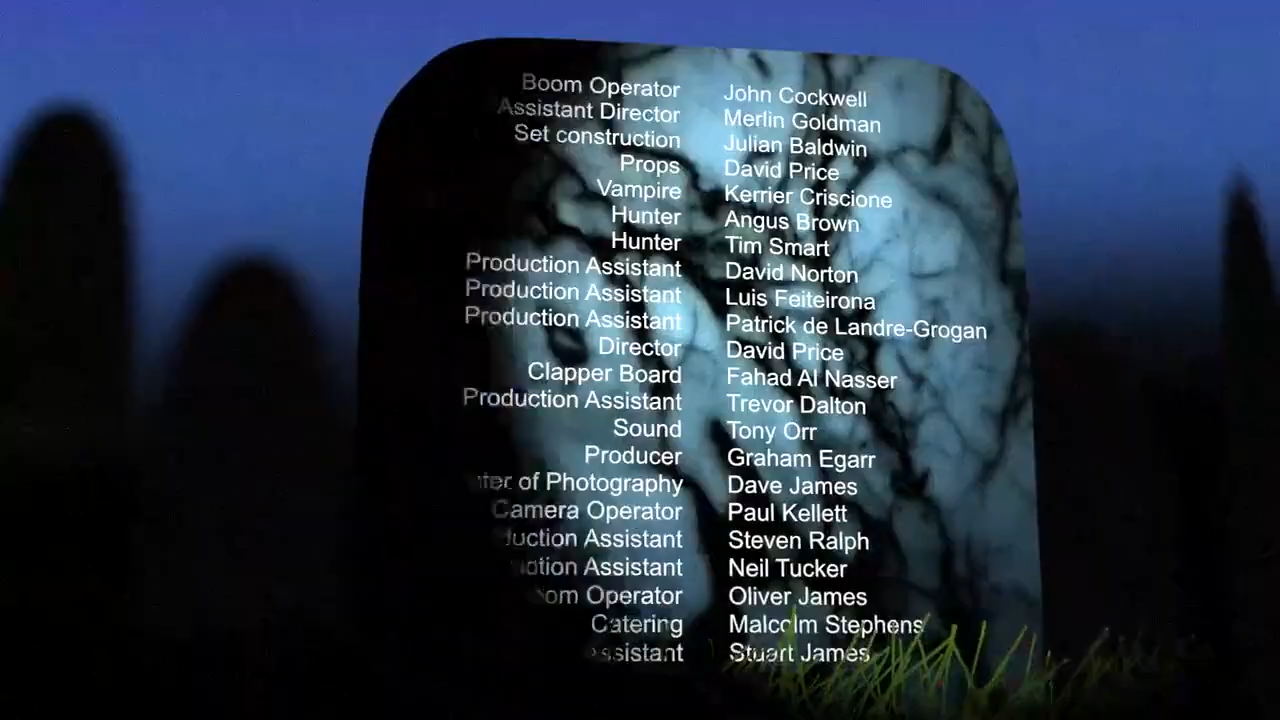 Boom Operator John Cockwell
Assistant Director Merlin Goldman
Set construction Julian Baldwin
Props David Price
Vampire Kerrier Criscione
Hunter Angus Brown
Hunter Tim Smart
Production Assistant David Norton
Production Assistant Luis Feiteirona
Production Assistant Patrick de Landre-Grogan
Director David Price
Clapper Board Fahad Al Nasser
Production Assistant Trevor Dalton
Sound Tony Orr
Producer Graham Egarr
of Photography Dave James
Camera Operator Paul Kellett
Assistant Steven Ralph
Assistant Neil Tucker
Operator Oliver James
Catering Malcolm Stephens
Assistant Stuart James